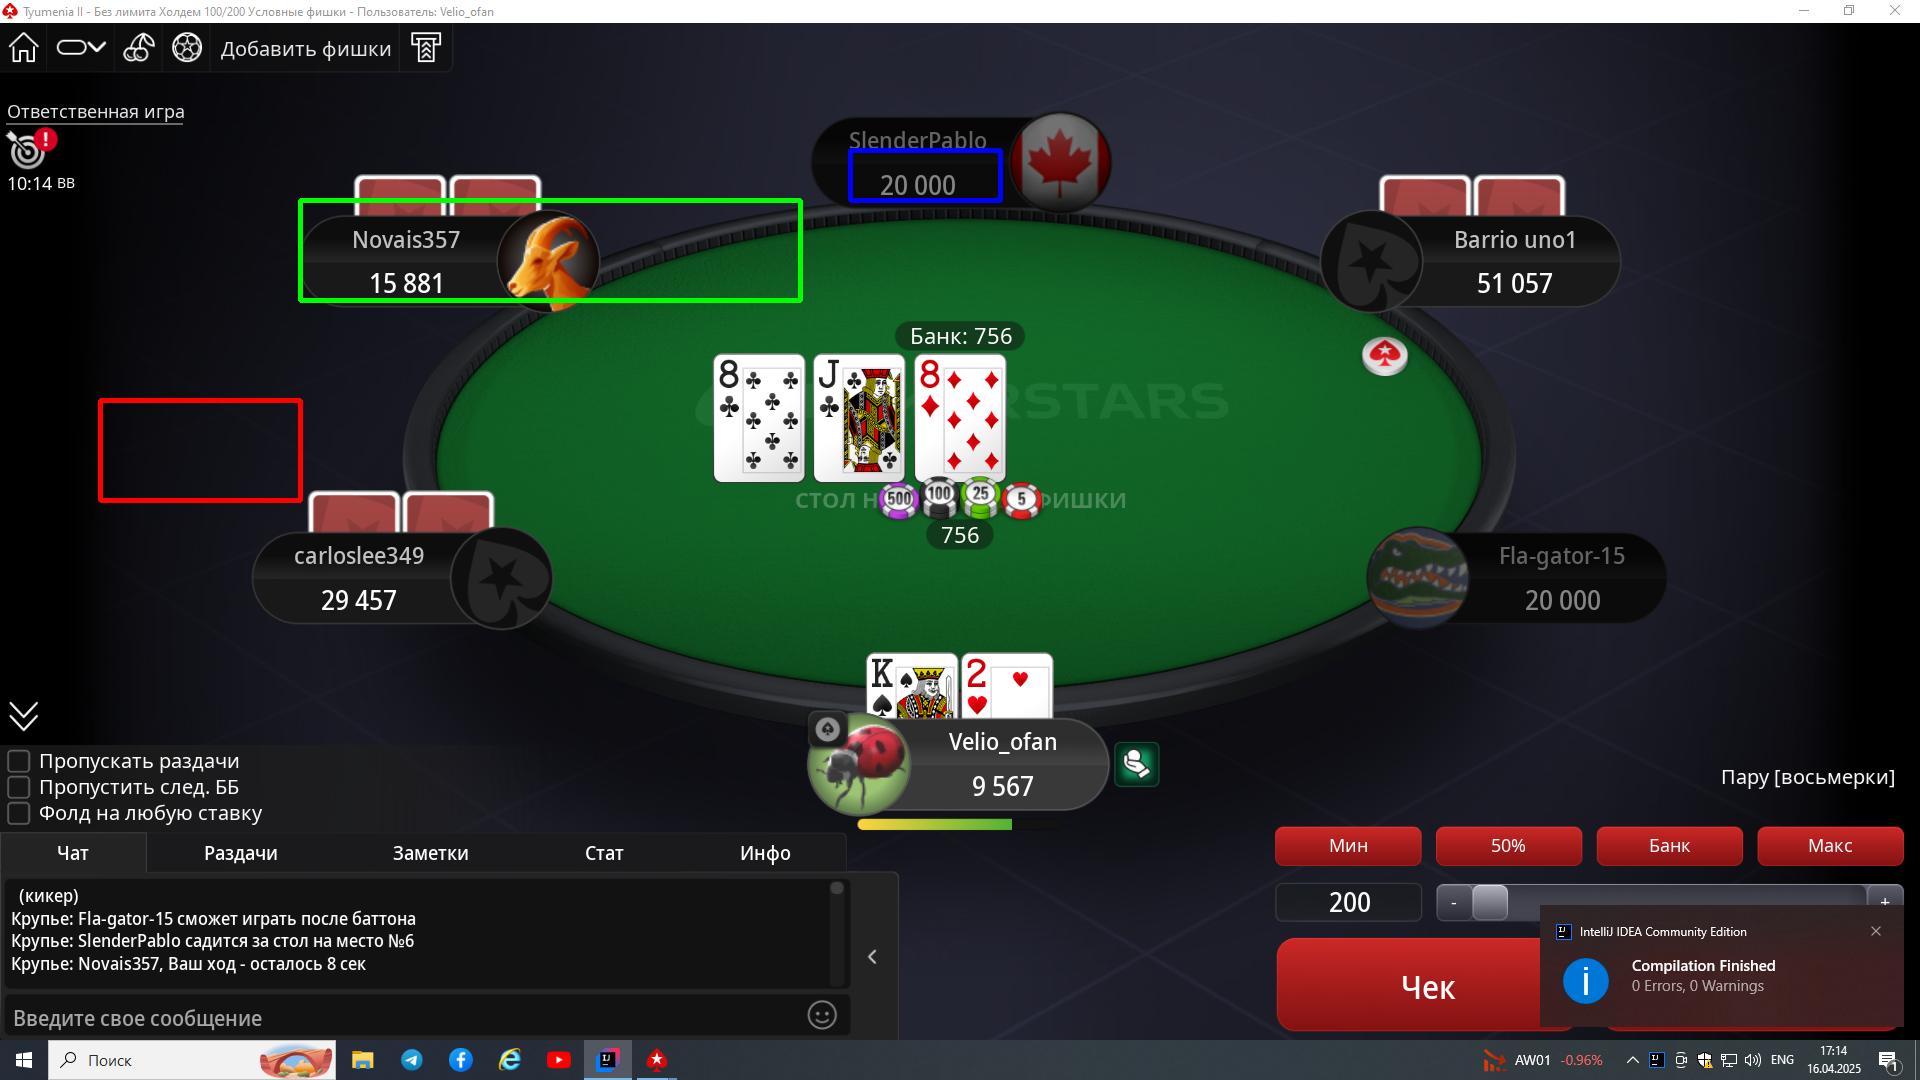 Tyumenia II - Без лимита Холдем 100/200 Условные фишки - Пользователь: Velio_ofan
Добавить фишки
Ответственная игра
10:14 BB
SlenderPablo
20 000
Novais357
15 881
Barrio uno1
51 057
Банк: 756
8
J
8
500
100
25
5
756
carloslee349
29 457
Fla-gator-15
20 000
K
2
Velio_ofan
9 567
Пропускать раздачи
Пропустить след. ББ
Фолд на любую ставку
Пару [восьмерки]
Мин
50%
Банк
Макс
200
-
+
Чек
Чат
Раздачи
Заметки
Стат
Инфо
(кикер)
Крупье: Fla-gator-15 сможет играть после баттона
Крупье: SlenderPablo садится за стол на место №6
Крупье: Novais357, Ваш ход - осталось 8 сек
Введите свое сообщение
IntelliJ IDEA Community Edition
Compilation Finished
0 Errors, 0 Warnings
Поиск
AW01 -0.96%
ENG
17:14
16.04.2025
1